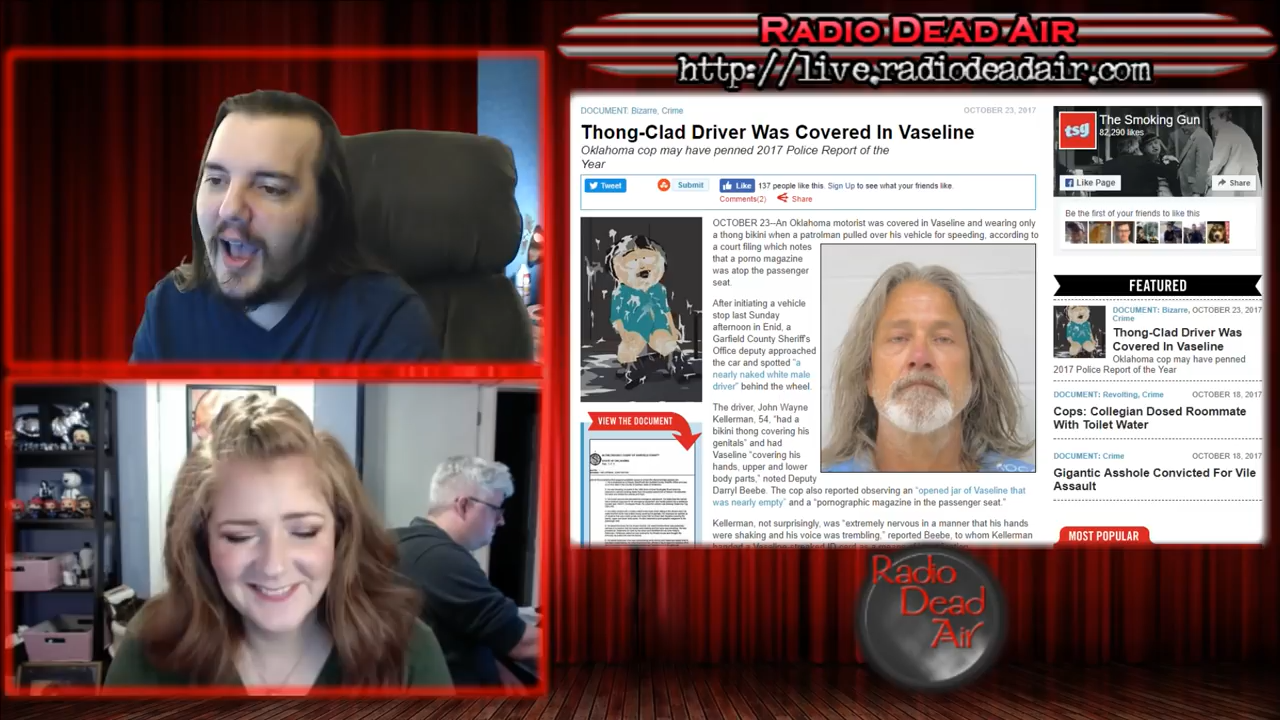 RADIO DEAD AIR
http://live.radiodeadair.com
DOCUMENT: Bizarre, Crime
OCTOBER 23, 2017
Thong-Clad Driver Was Covered In Vaseline
Oklahoma cop may have penned 2017 Police Report of the
Year
Tweet
Submit
Like
137 people like this. Sign Up to see what your friends like.
Comments(2)
Share
OCTOBER 23--An Oklahoma motorist was covered in Vaseline and wearing only
a thong bikini when a patrolman pulled over his vehicle for speeding, according to
a court filing which notes
that a porno magazine
was atop the passenger
seat.
After initiating a vehicle
stop last Sunday
afternoon in Enid, a
Garfield County Sheriff's
Office deputy approached
the car and spotted "a
nearly naked white male
driver" behind the wheel.
VIEW THE DOCUMENT
The driver, John Wayne
Kellerman, 54, "had a
bikini thong covering his
genitals" and had
Vaseline "covering his
hands, upper and lower
body parts," noted Deputy
Darryl Beebe. The cop also reported observing an "opened jar of Vaseline that
was nearly empty" and a "pornographic magazine in the passenger seat."
Kellerman, not surprisingly, was "extremely nervous in a manner that his hands
were shaking and his voice was trembling," reported Beebe, to whom Kellerman
tsg
The Smoking Gun
82,290 likes
Like Page
Share
Be the first of your friends to like this
FEATURED
DOCUMENT: Bizarre, OCTOBER 23, 2017
Crime
Thong-Clad Driver Was
Covered In Vaseline
Oklahoma cop may have penned
2017 Police Report of the Year
DOCUMENT: Revolting, Crime
OCTOBER 18, 2017
Cops: Collegian Dosed Roommate
With Toilet Water
DOCUMENT: Crime
OCTOBER 18, 2017
Gigantic Asshole Convicted For Vile
Assault
MOST POPULAR
Radio
Dead
Air